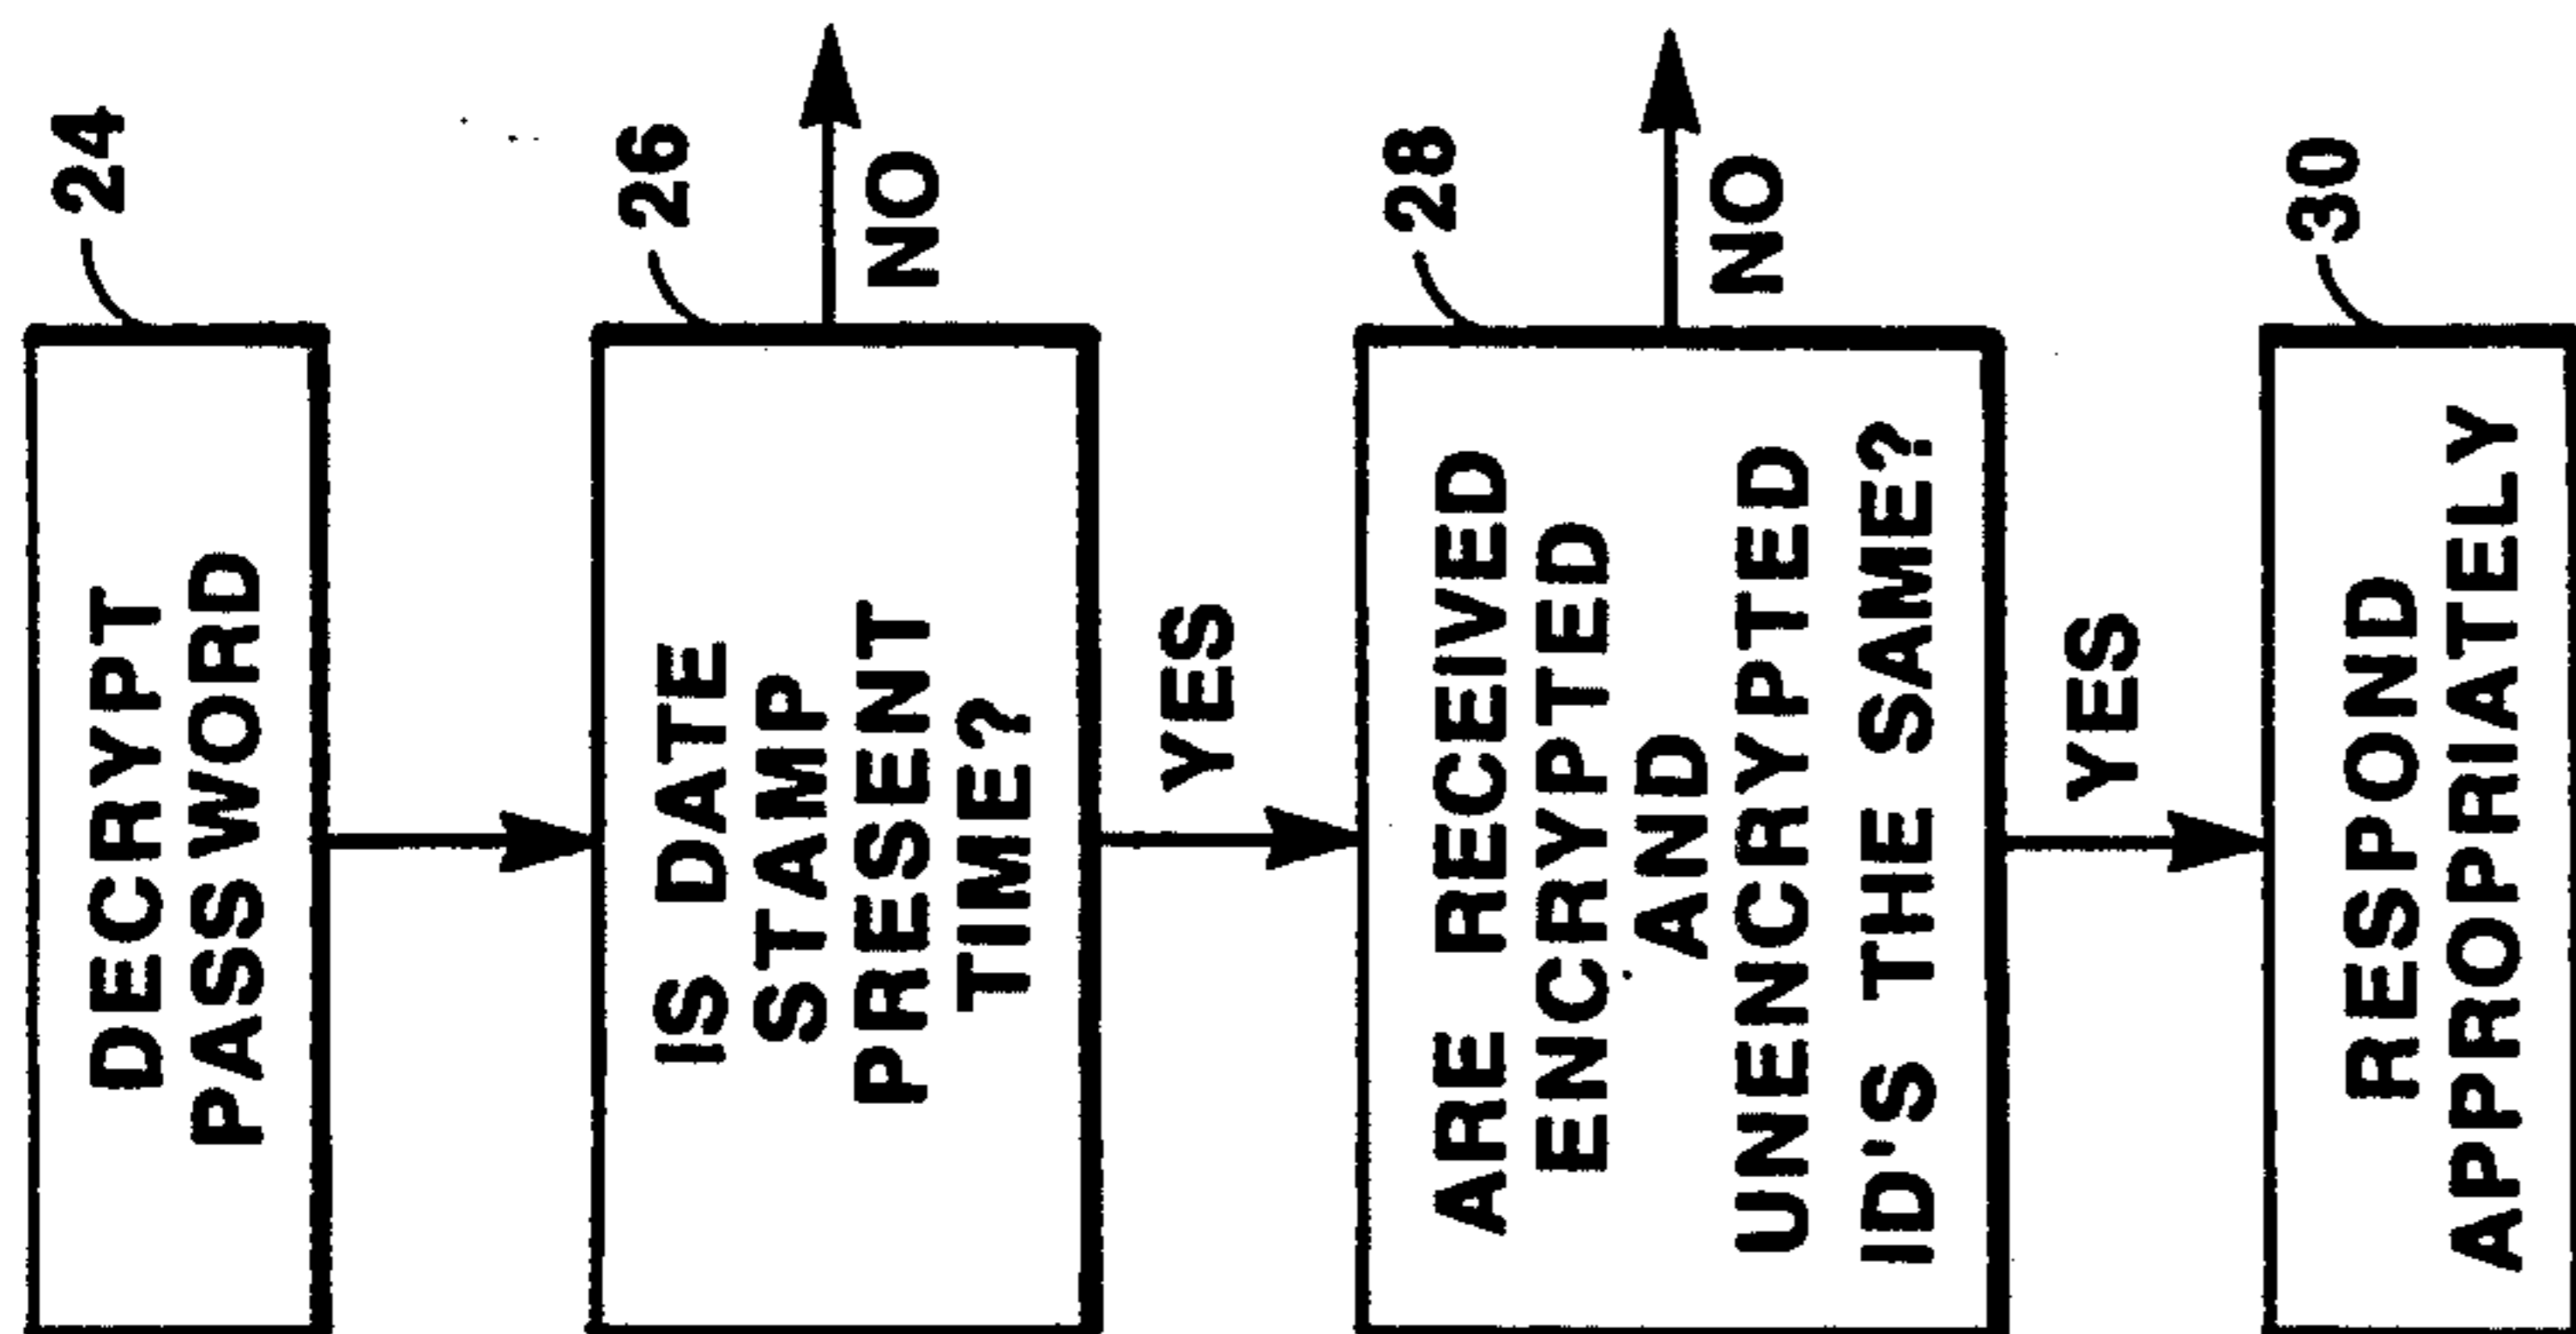 24
DECRYPT
PASSWORD
26
IS DATE
STAMP
PRESENT
TIME?
NO
YES
28
ARE RECEIVED
ENCRYPTED
AND
UNENCRYPTED
ID'S THE SAME?
NO
YES
30
RESPOND
APPROPRIATELY